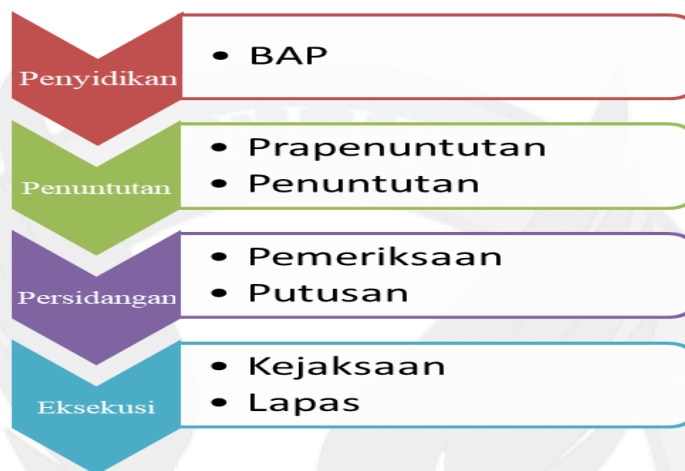 Penyidikan
• BAP
Penuntutan
• Prapenuntutan
• Penuntutan
Persidangan
• Pemeriksaan
• Putusan
Eksekusi
• Kejaksaan
• Lapas